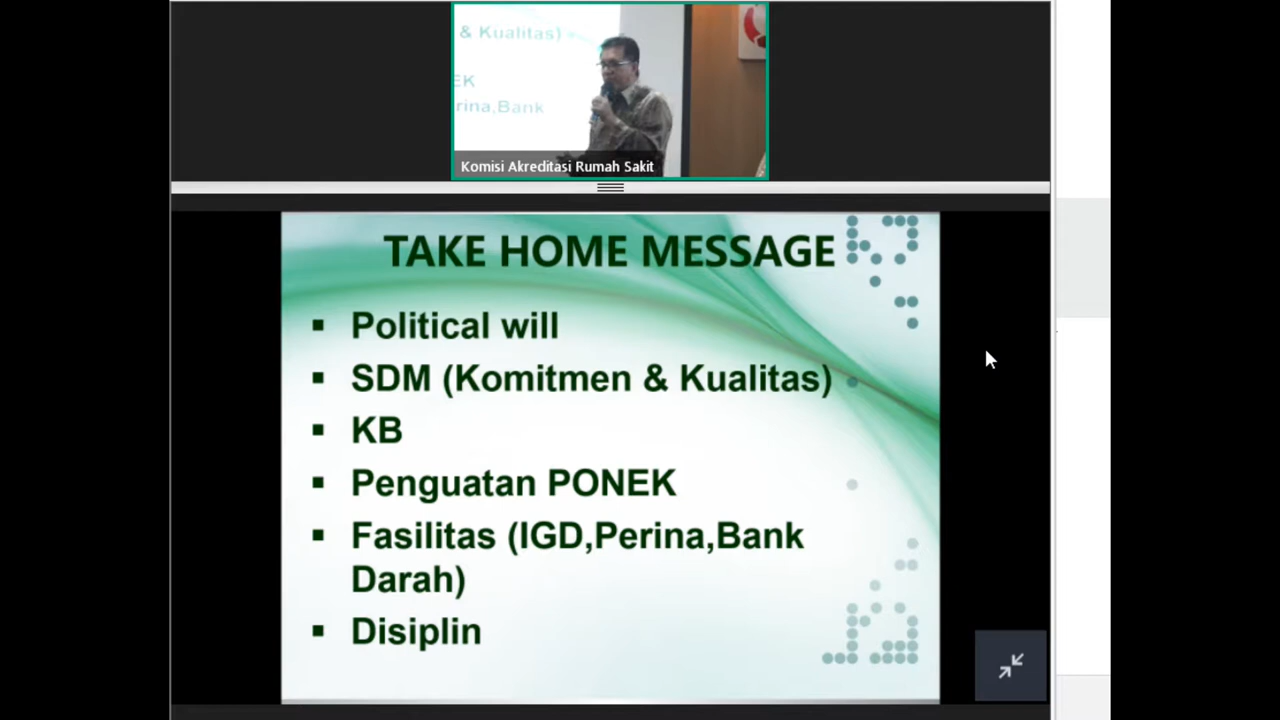 & Kualitas)
EK
rina,Bank
Komisi Akreditasi Rumah Sakit
TAKE HOME MESSAGE
▪ Political will
▪ SDM (Komitmen & Kualitas)
▪ KB
▪ Penguatan PONEK
▪ Fasilitas (IGD,Perina,Bank
Darah)
▪ Disiplin